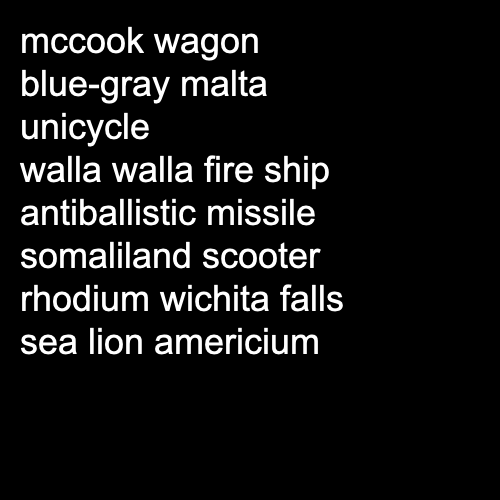 mccook wagon
blue-gray malta
unicycle
walla walla fire ship
antiballistic missile
somaliland scooter
rhodium wichita falls
sea lion americium